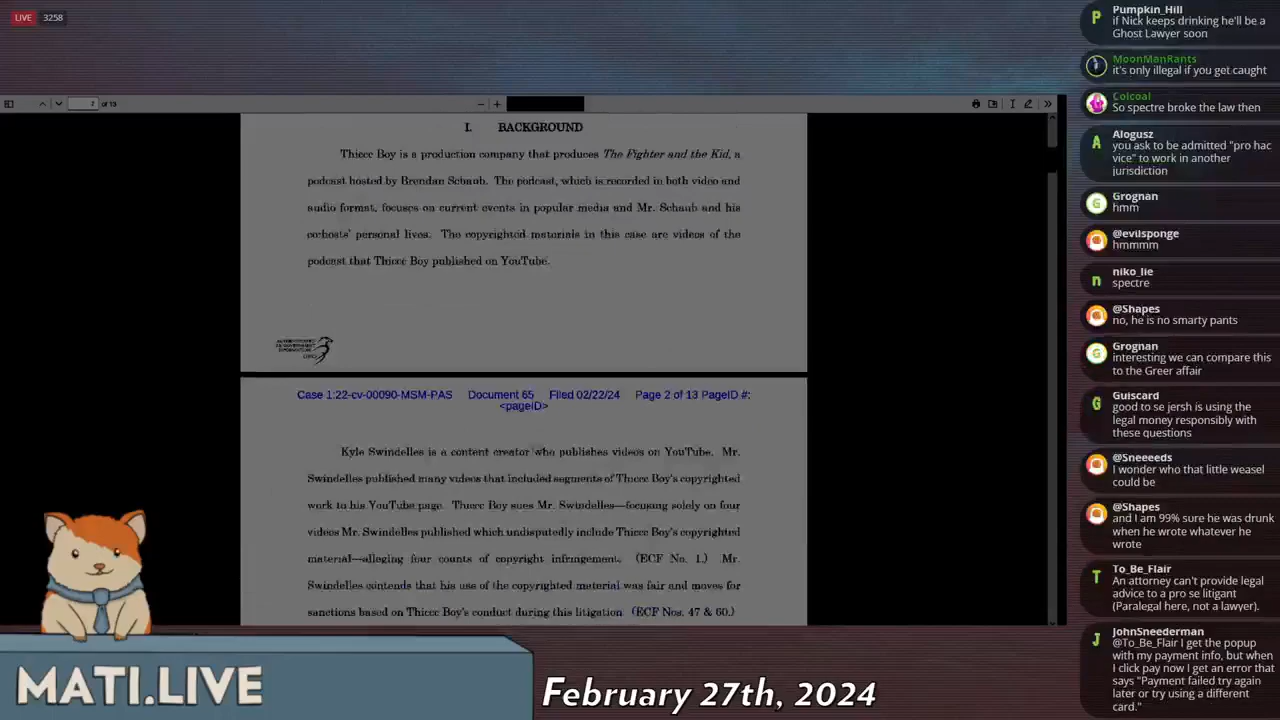 LIVE 3258
2 of 13
I. BACKGROUND
Thicce Boy is a production company that produces The Fighter and the Kid, a
podcast hosted by Brendan Schaub. The podcast, which is recorded in both video and
audio formats, focuses on current events in popular media and Mr. Schaub and his
cohosts' personal lives. The copyrighted materials in this case are videos of the
podcast that Thicce Boy published on YouTube.
Case 1:22-cv-00090-MSM-PAS Document 65 Filed 02/22/24 Page 2 of 13 PageID #:
<pageID>
Kyle Swindelles is a content creator who publishes videos on YouTube. Mr.
Swindelles published many videos that included segments of Thicce Boy's copyrighted
work to his YouTube page. Thicce Boy sues Mr. Swindelles—focusing solely on four
videos Mr. Swindelles published which undisputedly include Thicce Boy's copyrighted
material—alleging four counts of copyright infringement. (ECF No. 1.) Mr.
Swindelles contends that his use of the copyrighted material was fair and moves for
sanctions based on Thicce Boy's conduct during this litigation. (ECF Nos. 47 & 60.)
MATI.LIVE
February 27th, 2024
P
Pumpkin_Hill
if Nick keeps drinking he'll be a
Ghost Lawyer soon
MoonManRants
it's only illegal if you get caught
Colcoal
So spectre broke the law then
A
Alogusz
you ask to be admitted "pro hac
vice" to work in another
jurisdiction
G
Grognan
hmm
@evilsponge
hmmmm
n
niko_lie
spectre
@Shapes
no, he is no smarty pants
G
Grognan
interesting we can compare this
to the Greer affair
G
Guiscard
good to se jersh is using the
legal money responsibly with
these questions
@Sneeeeds
I wonder who that little weasel
could be
@Shapes
and I am 99% sure he was drunk
when he wrote whatever he
wrote
T
To_Be_Flair
An attorney can't provide legal
advice to a pro se litigant
(Paralegal here, not a lawyer).
J
JohnSneederman
@To_Be_Flair I get the popup
with my payment info, but when
I click pay now I get an error that
says "Payment failed try again
later or try using a different
card."